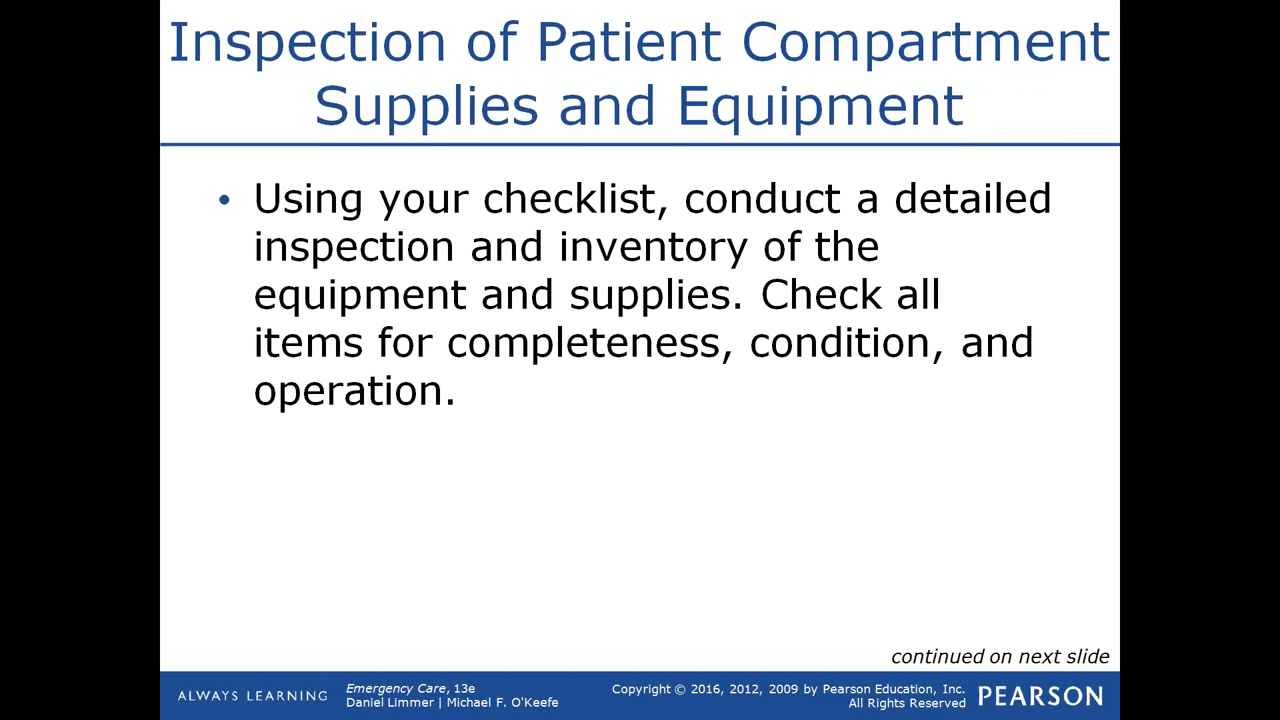 Inspection of Patient Compartment
Supplies and Equipment
• Using your checklist, conduct a detailed
inspection and inventory of the
equipment and supplies. Check all
items for completeness, condition, and
operation.
continued on next slide
ALWAYS LEARNING
Emergency Care, 13e
Daniel Limmer | Michael F. O'Keefe
Copyright © 2016, 2012, 2009 by Pearson Education, Inc.
All Rights Reserved
PEARSON